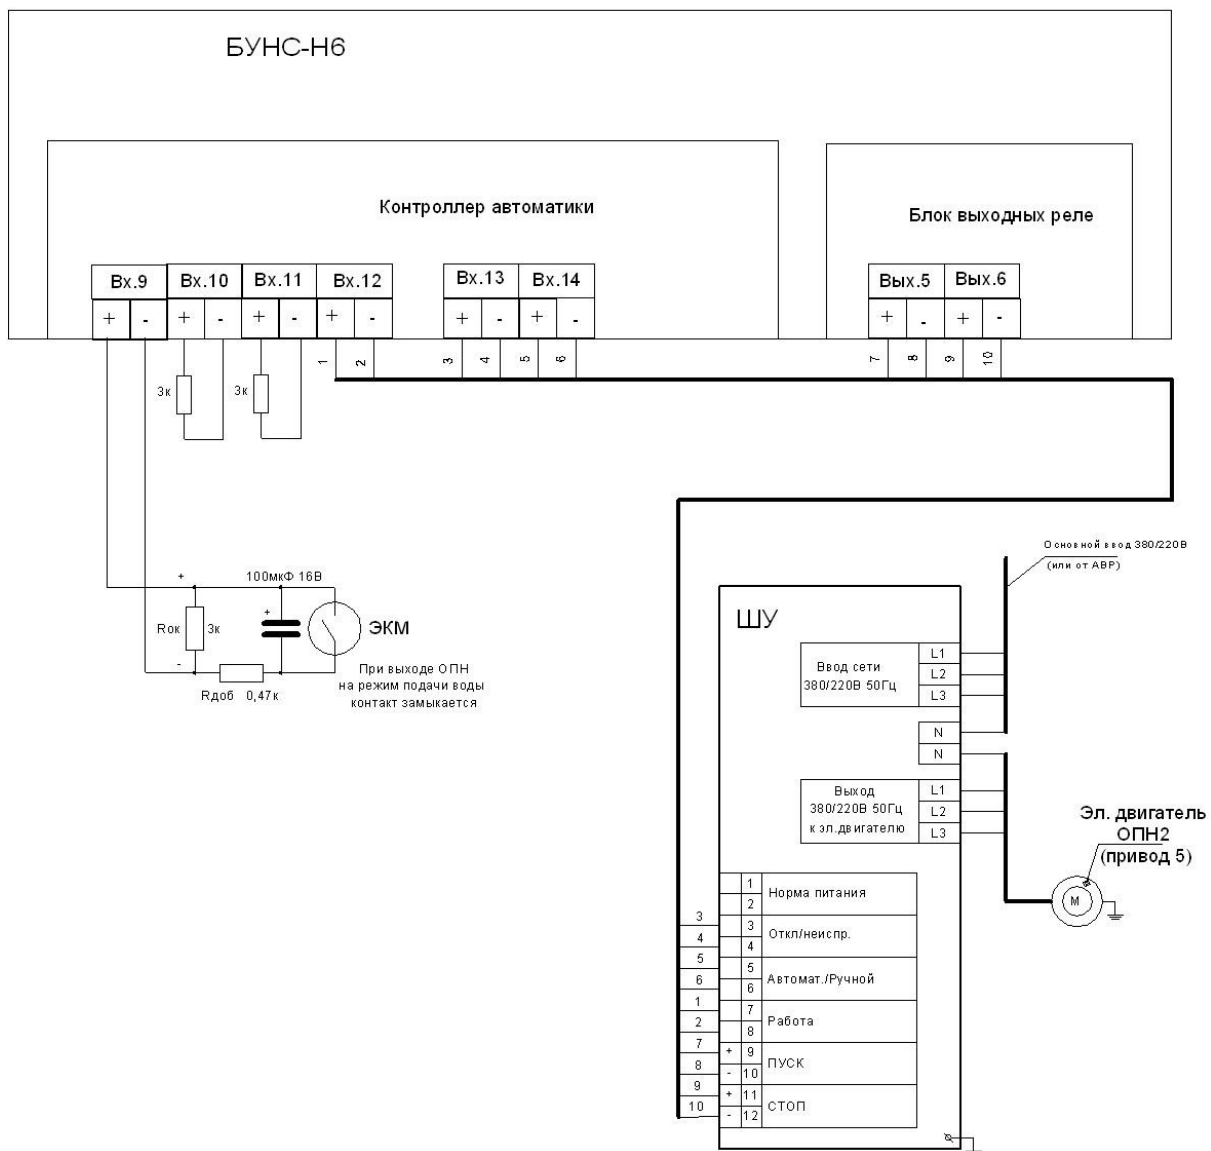 БУНС-Н6
Контроллер автоматики
Блок выходных реле
Вх.9 Вх.10 Вх.11 Вх.12 Вх.13 Вх.14 Вых.5 Вых.6
+ - + - + - + - + - + - + - + -
1 2 3 4 5 6 7 8 9 10
3к 3к
Основной ввод 380/220В
(или от АВР)
+ 100мкФ 16В
+
Rок 3к ЭКМ
-
Rдоб 0,47к
При выходе ОПН
на режим подачи воды
контакт замыкается
ШУ
Ввод сети
380/220В 50Гц
L1
L2
L3
N
N
Выход
380/220В 50Гц
к эл.двигателю
L1
L2
L3
Эл. двигатель
ОПН2
(привод 5)
М
1
2
Норма питания
3
4
3
4
Откл/неиспр.
5
6
5
6
Автомат./Ручной
1
2
7
8
Работа
7
8
+ 9
- 10
ПУСК
9
10
+ 11
- 12
СТОП